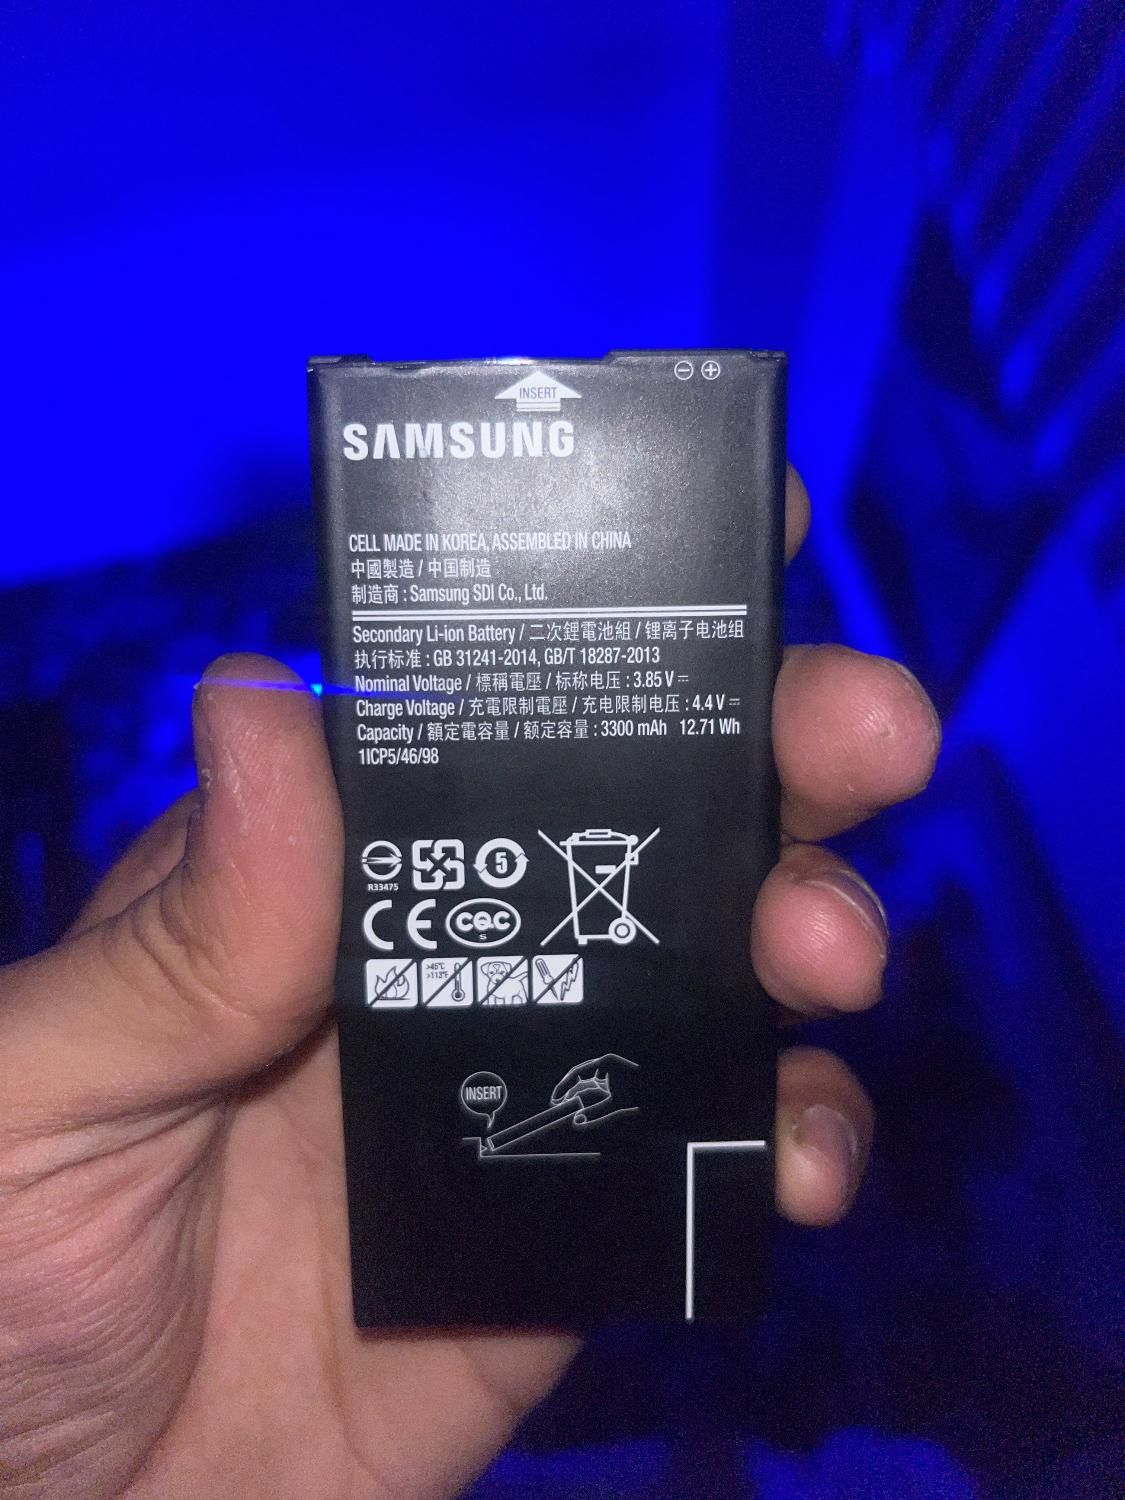 INSERT
⊖ ⊕
SAMSUNG
CELL MADE IN KOREA, ASSEMBLED IN CHINA
中國製造 / 中国制造
制造商 : Samsung SDI Co., Ltd.
Secondary Li-ion Battery / 二次鋰電池組 / 锂离子电池组
执行标准 : GB 31241-2014, GB/T 18287-2013
Nominal Voltage / 標稱電壓 / 标称电压 : 3.85 V ⎓
Charge Voltage / 充電限制電壓 / 充电限制电压 : 4.4 V ⎓
Capacity / 額定電容量 / 额定容量 : 3300 mAh 12.71 Wh
1ICP5/46/98
R33475
5
CE
CQC
S
>45°C
>113°F
INSERT